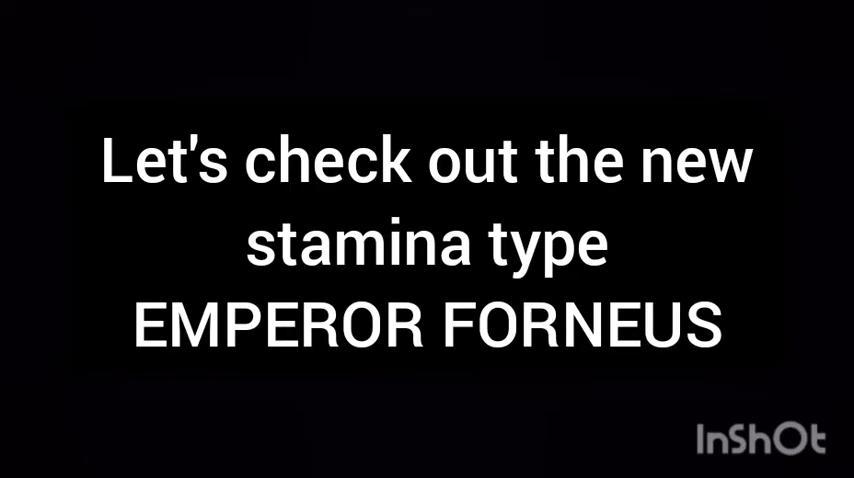 Let's check out the new
stamina type
EMPEROR FORNEUS
InShOt